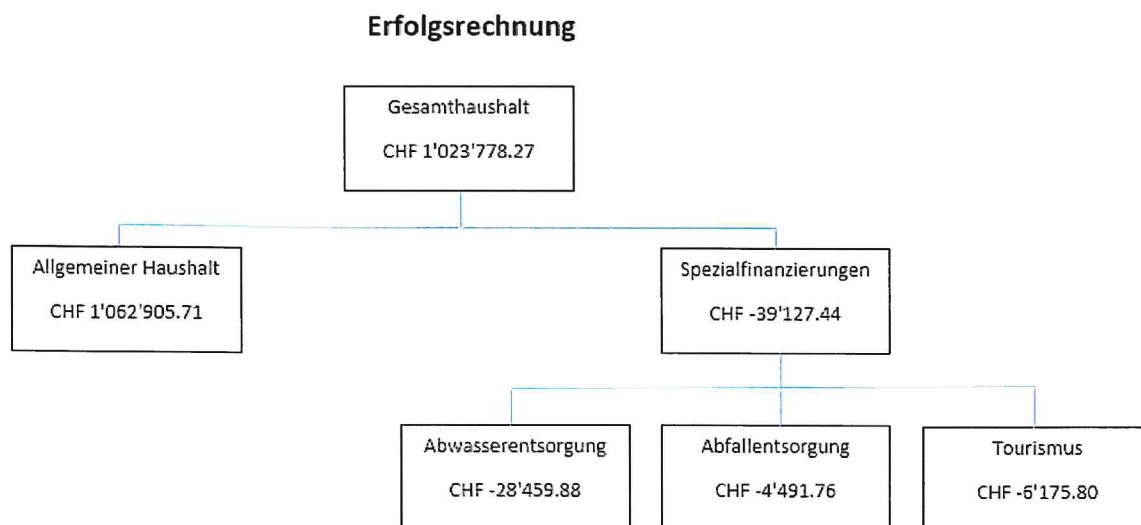 Erfolgsrechnung
Gesamthaushalt
CHF 1'023'778.27
Allgemeiner Haushalt
CHF 1'062'905.71
Spezialfinanzierungen
CHF -39'127.44
Abwasserentsorgung
CHF -28'459.88
Abfallentsorgung
CHF -4'491.76
Tourismus
CHF -6'175.80